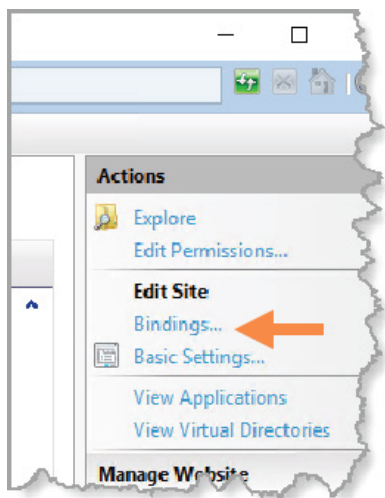 Actions
Explore
Edit Permissions...
Edit Site
Bindings...
Basic Settings...
View Applications
View Virtual Directories
Manage Website